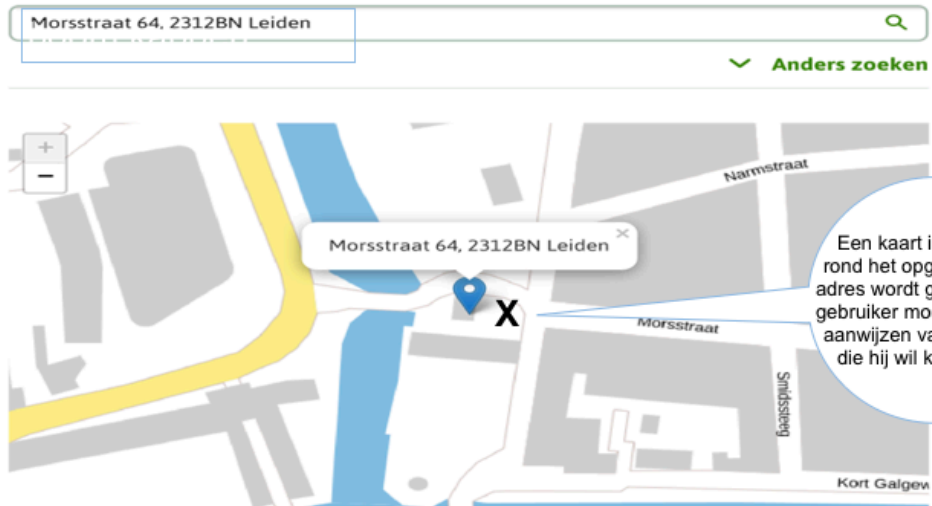 Morsstraat 64, 2312BN Leiden
Anders zoeken
+
−
Narmstraat
Morsstraat 64, 2312BN Leiden ×
X
Morsstraat
Smidssteeg
Kort Galgew
Een kaart i
rond het opg
adres wordt g
gebruiker mo
aanwijzen va
die hij wil k